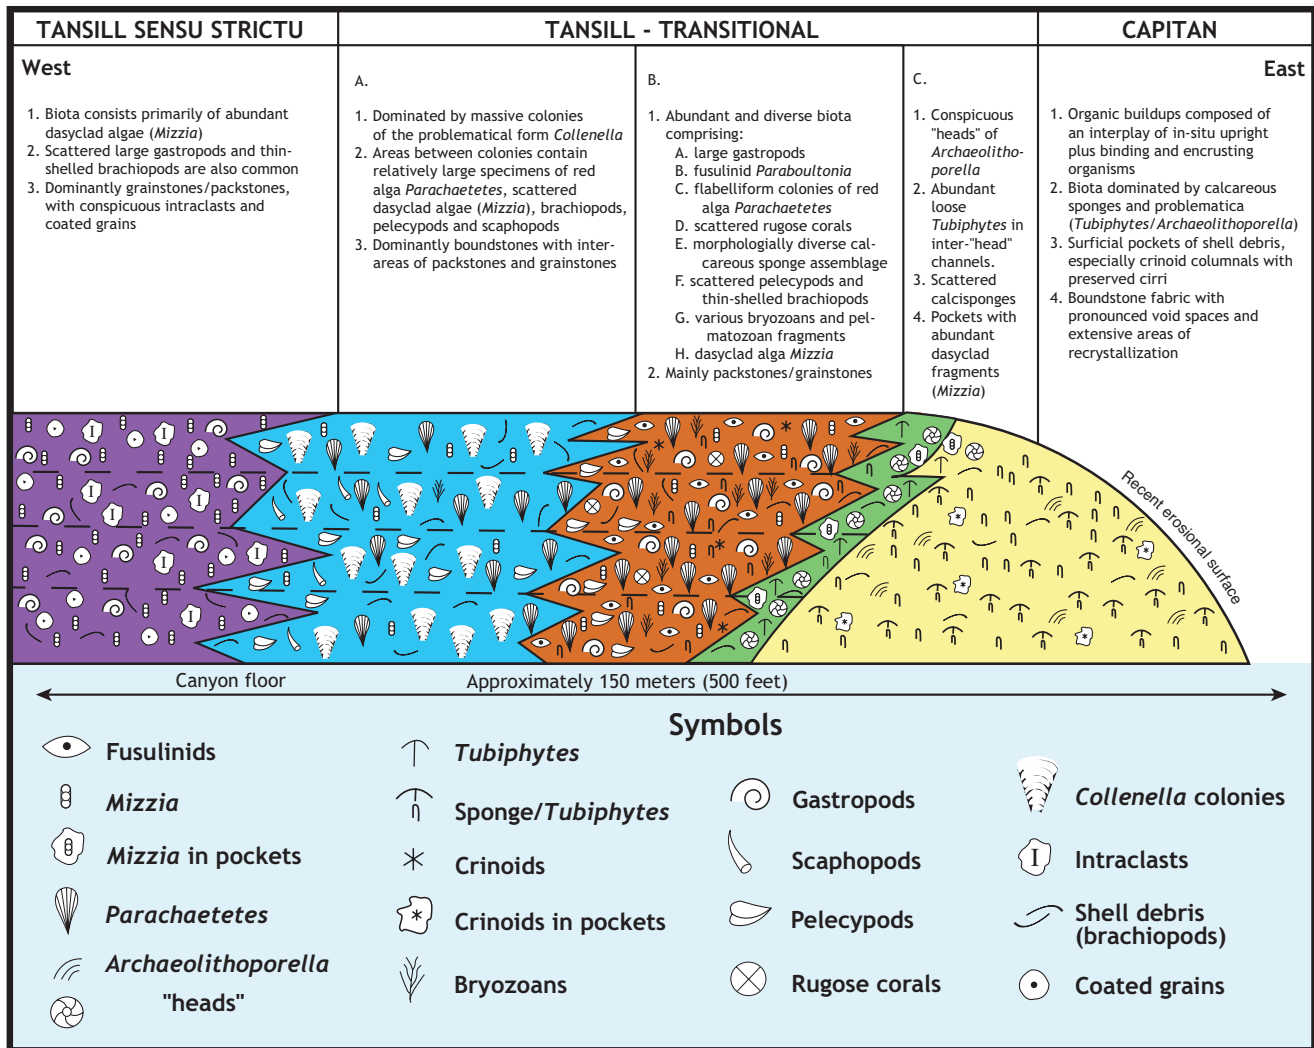 TANSILL SENSU STRICTU
TANSILL - TRANSITIONAL
CAPITAN
West
1. Biota consists primarily of abundant
dasyclad algae (Mizzia)
2. Scattered large gastropods and thin-
shelled brachiopods are also common
3. Dominantly grainstones/packstones,
with conspicuous intraclasts and
coated grains
A.
1. Dominated by massive colonies
of the problematical form Collenella
2. Areas between colonies contain
relatively large specimens of red
alga Parachaetetes, scattered
dasyclad algae (Mizzia), brachiopods,
pelecypods and scaphopods
3. Dominantly boundstones with inter-
areas of packstones and grainstones
B.
1. Abundant and diverse biota
comprising:
A. large gastropods
B. fusulinid Paraboultonia
C. flabelliform colonies of red
alga Parachaetetes
D. scattered rugose corals
E. morphologially diverse cal-
careous sponge assemblage
F. scattered pelecypods and
thin-shelled brachiopods
G. various bryozoans and pel-
matozoan fragments
H. dasyclad alga Mizzia
2. Mainly packstones/grainstones
C.
1. Conspicuous
"heads" of
Archaeolitho-
porella
2. Abundant
loose
Tubiphytes in
inter-"head"
channels.
3. Scattered
calcisponges
4. Pockets with
abundant
dasyclad
fragments
(Mizzia)
East
1. Organic buildups composed of
an interplay of in-situ upright
plus binding and encrusting
organisms
2. Biota dominated by calcareous
sponges and problematica
(Tubiphytes/Archaeolithoporella)
3. Surficial pockets of shell debris,
especially crinoid columnals with
preserved cirri
4. Boundstone fabric with
pronounced void spaces and
extensive areas of
recrystallization
Recent erosional surface
Canyon floor
Approximately 150 meters (500 feet)
Symbols
Fusulinids
Mizzia
Mizzia in pockets
Parachaetetes
Archaeolithoporella
"heads"
Tubiphytes
Sponge/Tubiphytes
Crinoids
Crinoids in pockets
Bryozoans
Gastropods
Scaphopods
Pelecypods
Rugose corals
Collenella colonies
I
Intraclasts
Shell debris
(brachiopods)
Coated grains